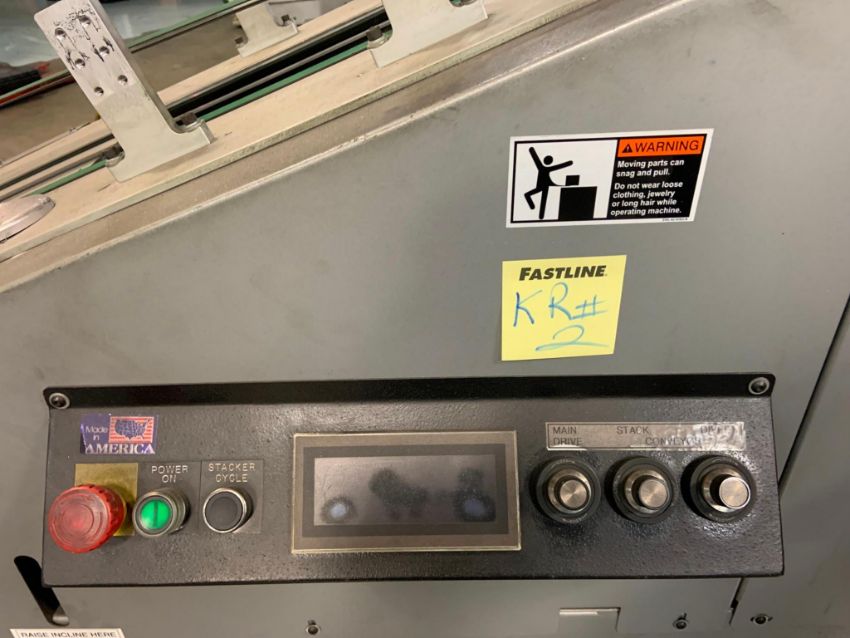 WARNING
Moving parts can
snag and pull.
Do not wear loose
clothing, jewelry
or long hair while
operating machine.
FASTLINE
KR#
2
Made
in
AMERICA
POWER
ON
STACKER
CYCLE
MAIN
DRIVE
STACK
CONVEYOR
RAISE INCLINE HERE